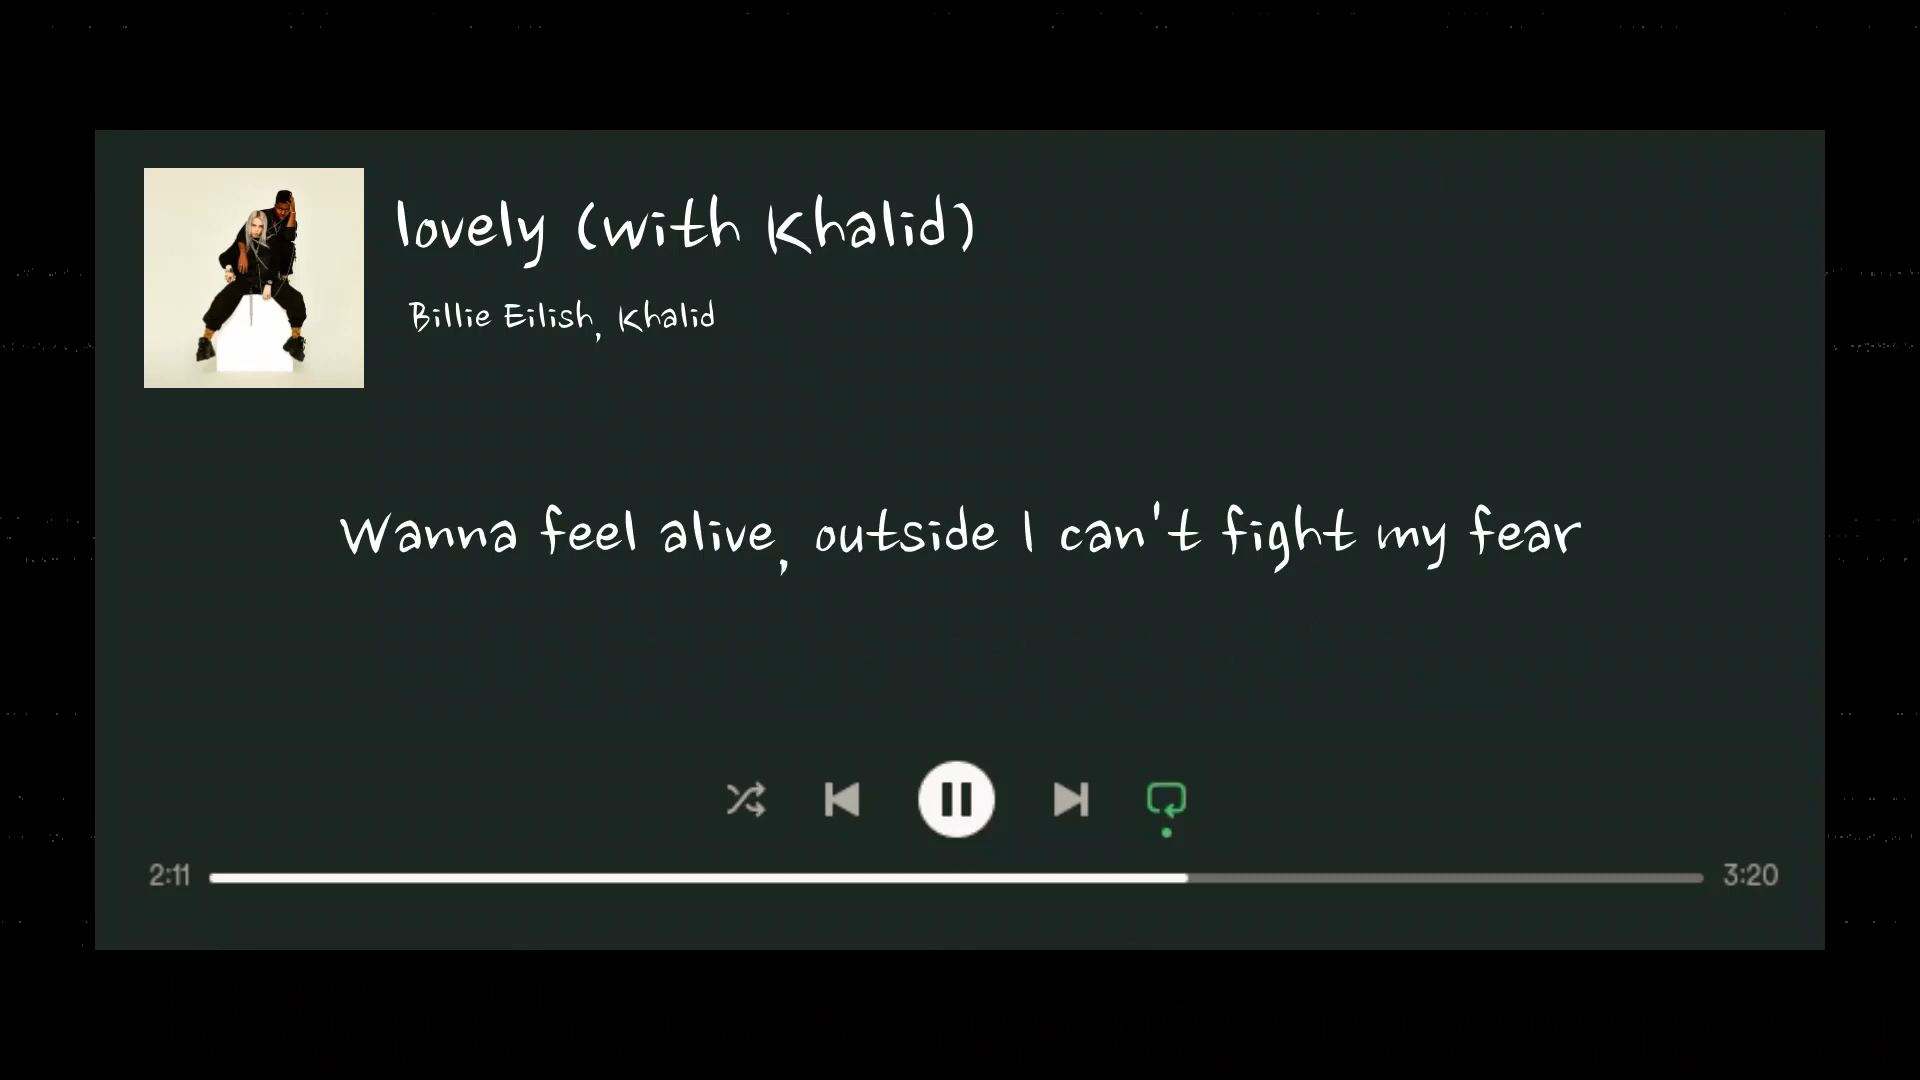 lovely (with Khalid)
Billie Eilish, Khalid
Wanna feel alive, outside I can't fight my fear
2:11
3:20